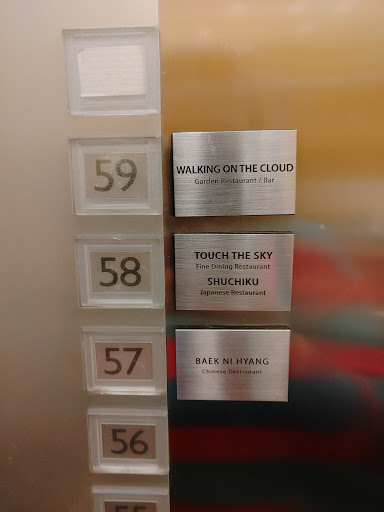 59
WALKING ON THE CLOUD
Garden Restaurant / Bar
58
TOUCH THE SKY
Fine Dining Restaurant
SHUCHIKU
Japanese Restaurant
57
BAEK NI HYANG
Chinese Restaurant
56
55